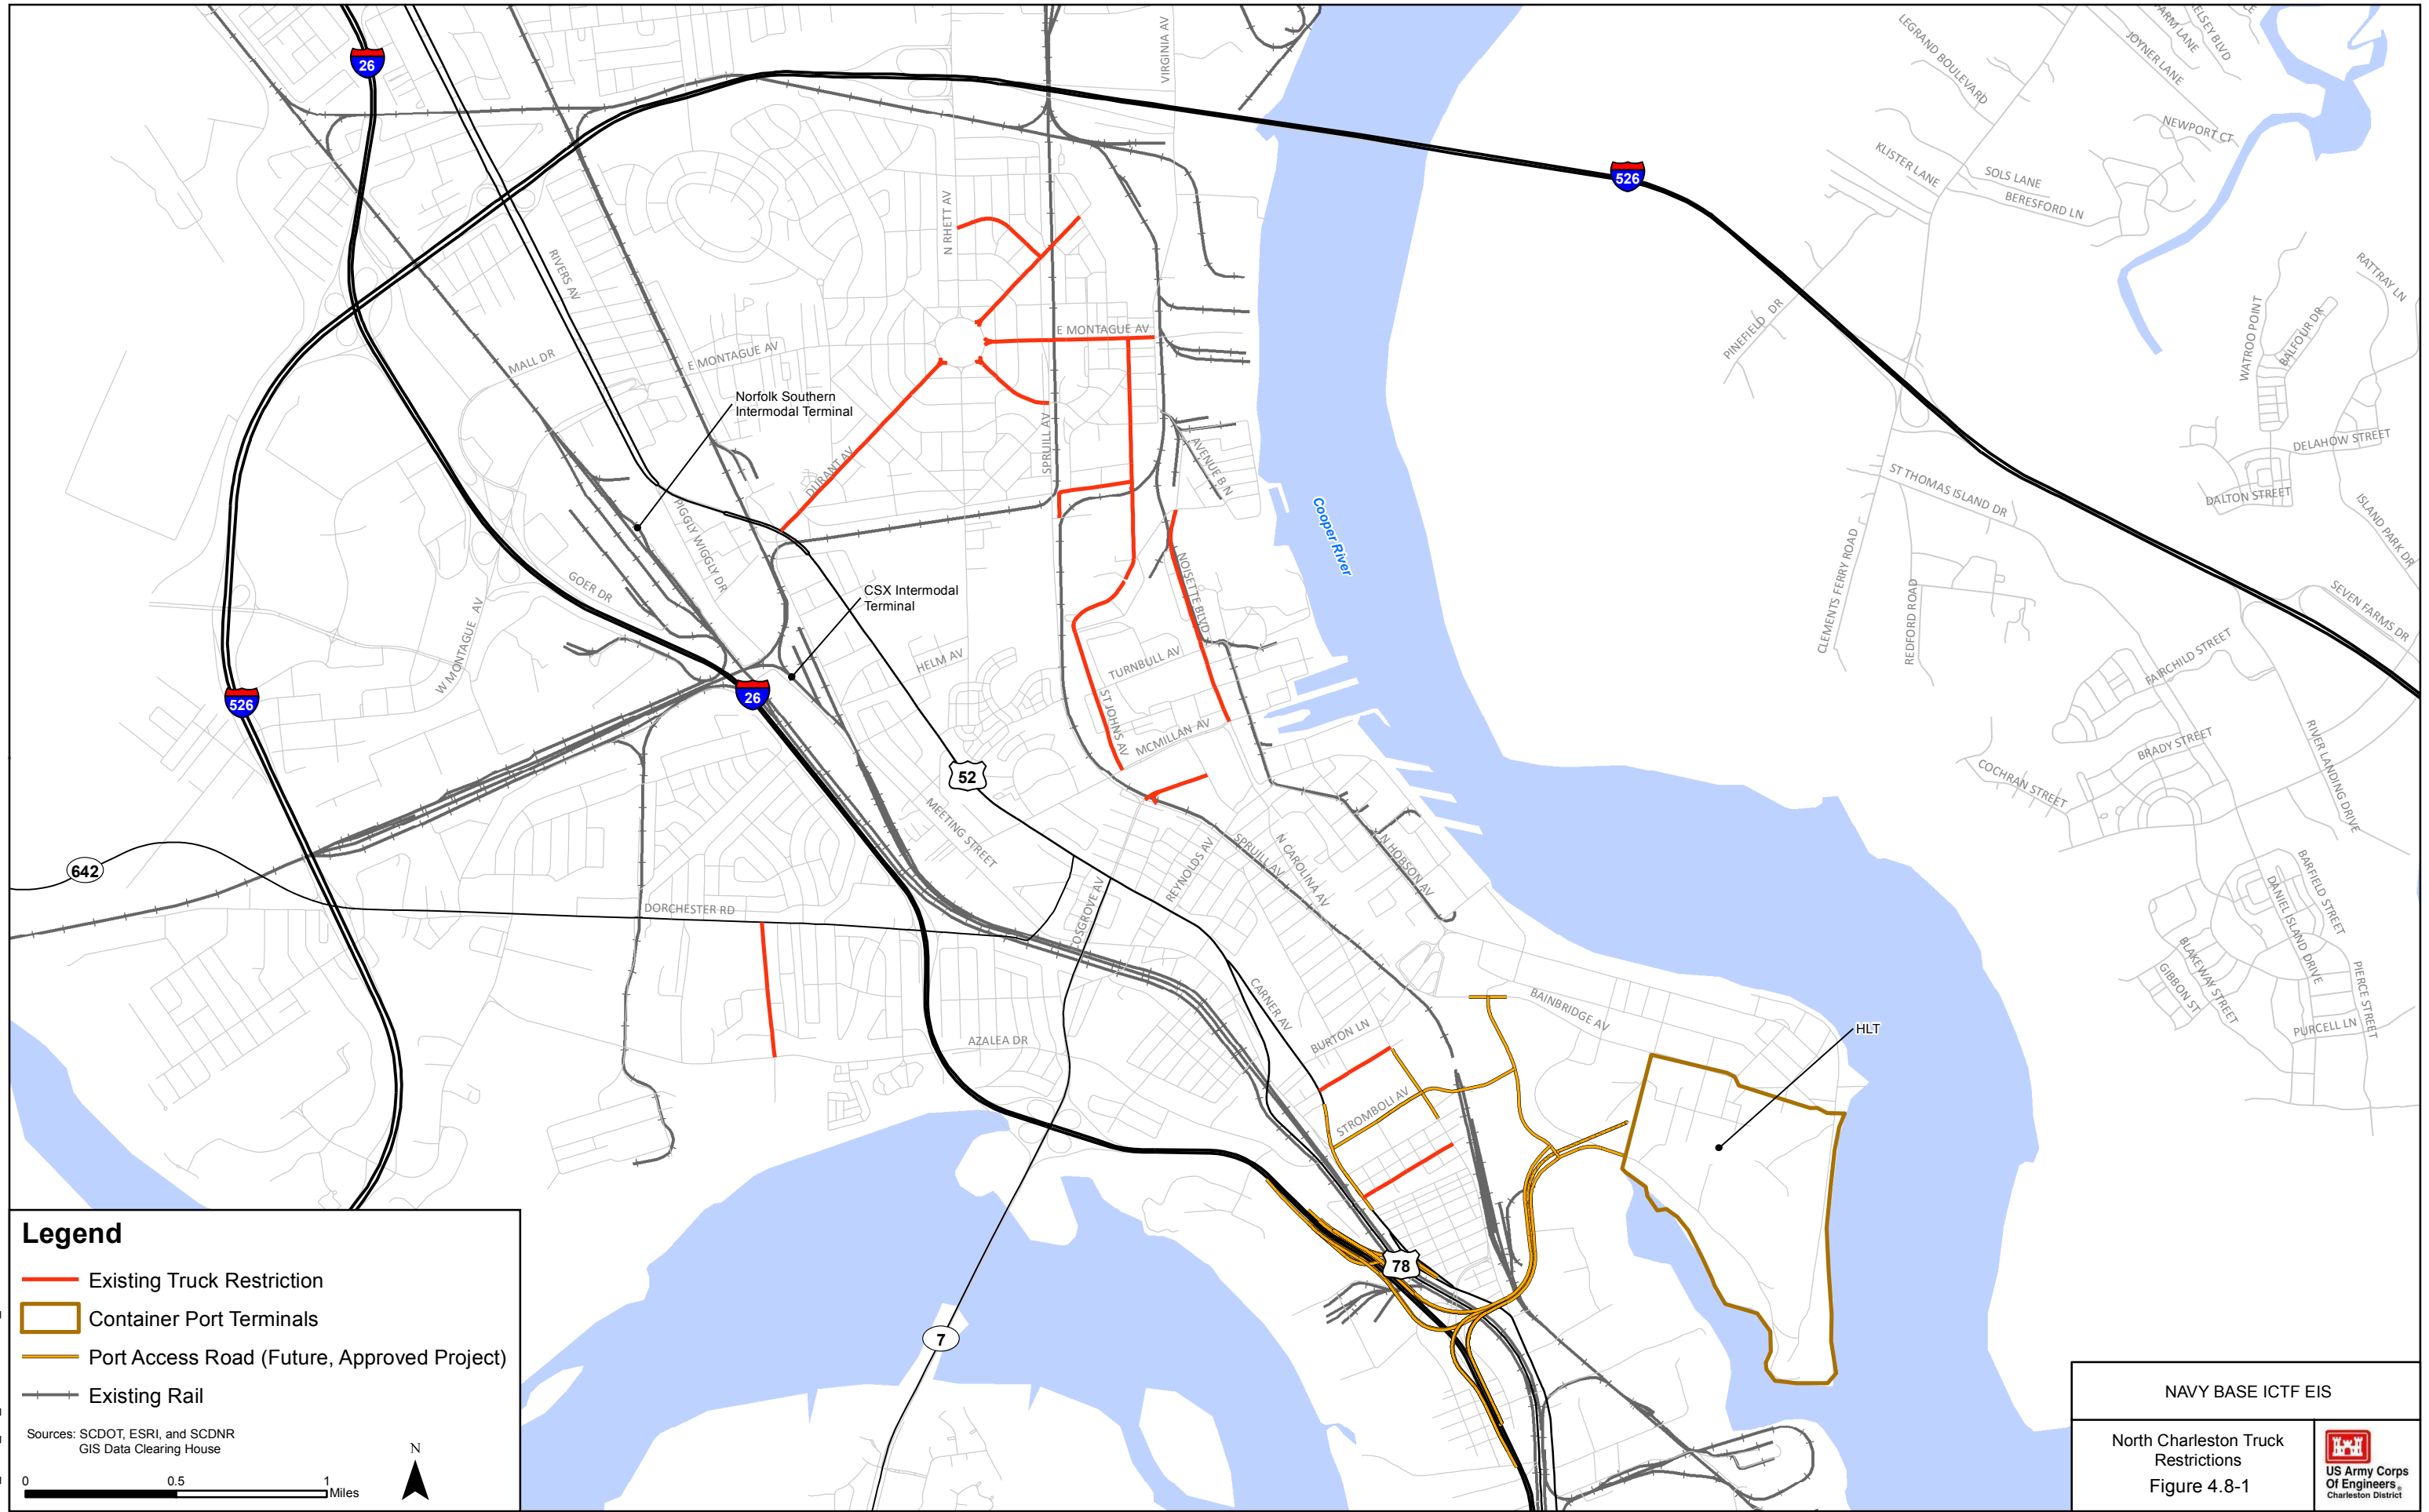 26
VIRGINIA AV
LEGRAND BOULEVARD
JOYNER LANE
NEWPORT CT
KLISTER LANE
SOLS LANE
BERESFORD LN
526
N RHETT AV
RIVERS AV
RATTRAY LN
WATROO POINT
BALFOUR DR
PINEFIELD DR
E MONTAGUE AV
MALL DR
E MONTAGUE AV
Norfolk Southern
Intermodal Terminal
SPRUILL AV
DURANT AV
AVENUE B N
DELAHOW STREET
DALTON STREET
ST THOMAS ISLAND DR
ISLAND PARK DR
Cooper River
PIGGLY WIGGLY DR
GOER DR
CSX Intermodal
Terminal
NOISETTE BLVD
CLEMENTS FERRY ROAD
REDFORD ROAD
SEVEN FARMS DR
FAIRCHILD STREET
W MONTAGUE AV
HELM AV
TURNBULL AV
526
26
ST JOHNS AV
MCMILLAN AV
BRADY STREET
RIVER LANDING DRIVE
COCHRAN STREET
52
MEETING STREET
642
SPRUILL AV
N CAROLINA AV
N HOBSON AV
REYNOLDS AV
DORCHESTER RD
COSGROVE AV
BARFIELD STREET
DANIEL ISLAND DRIVE
BLAKEWAY STREET
GIBBON ST
PIERCE STREET
PURCELL LN
CARNER AV
BAINBRIDGE AV
AZALEA DR
BURTON LN
HLT
STROMBOLI AV
78
7
Legend
Existing Truck Restriction
Container Port Terminals
Port Access Road (Future, Approved Project)
Existing Rail
Sources: SCDOT, ESRI, and SCDNR
GIS Data Clearing House
N
0 0.5 1
Miles
NAVY BASE ICTF EIS
North Charleston Truck
Restrictions
Figure 4.8-1
US Army Corps
Of Engineers®
Charleston District